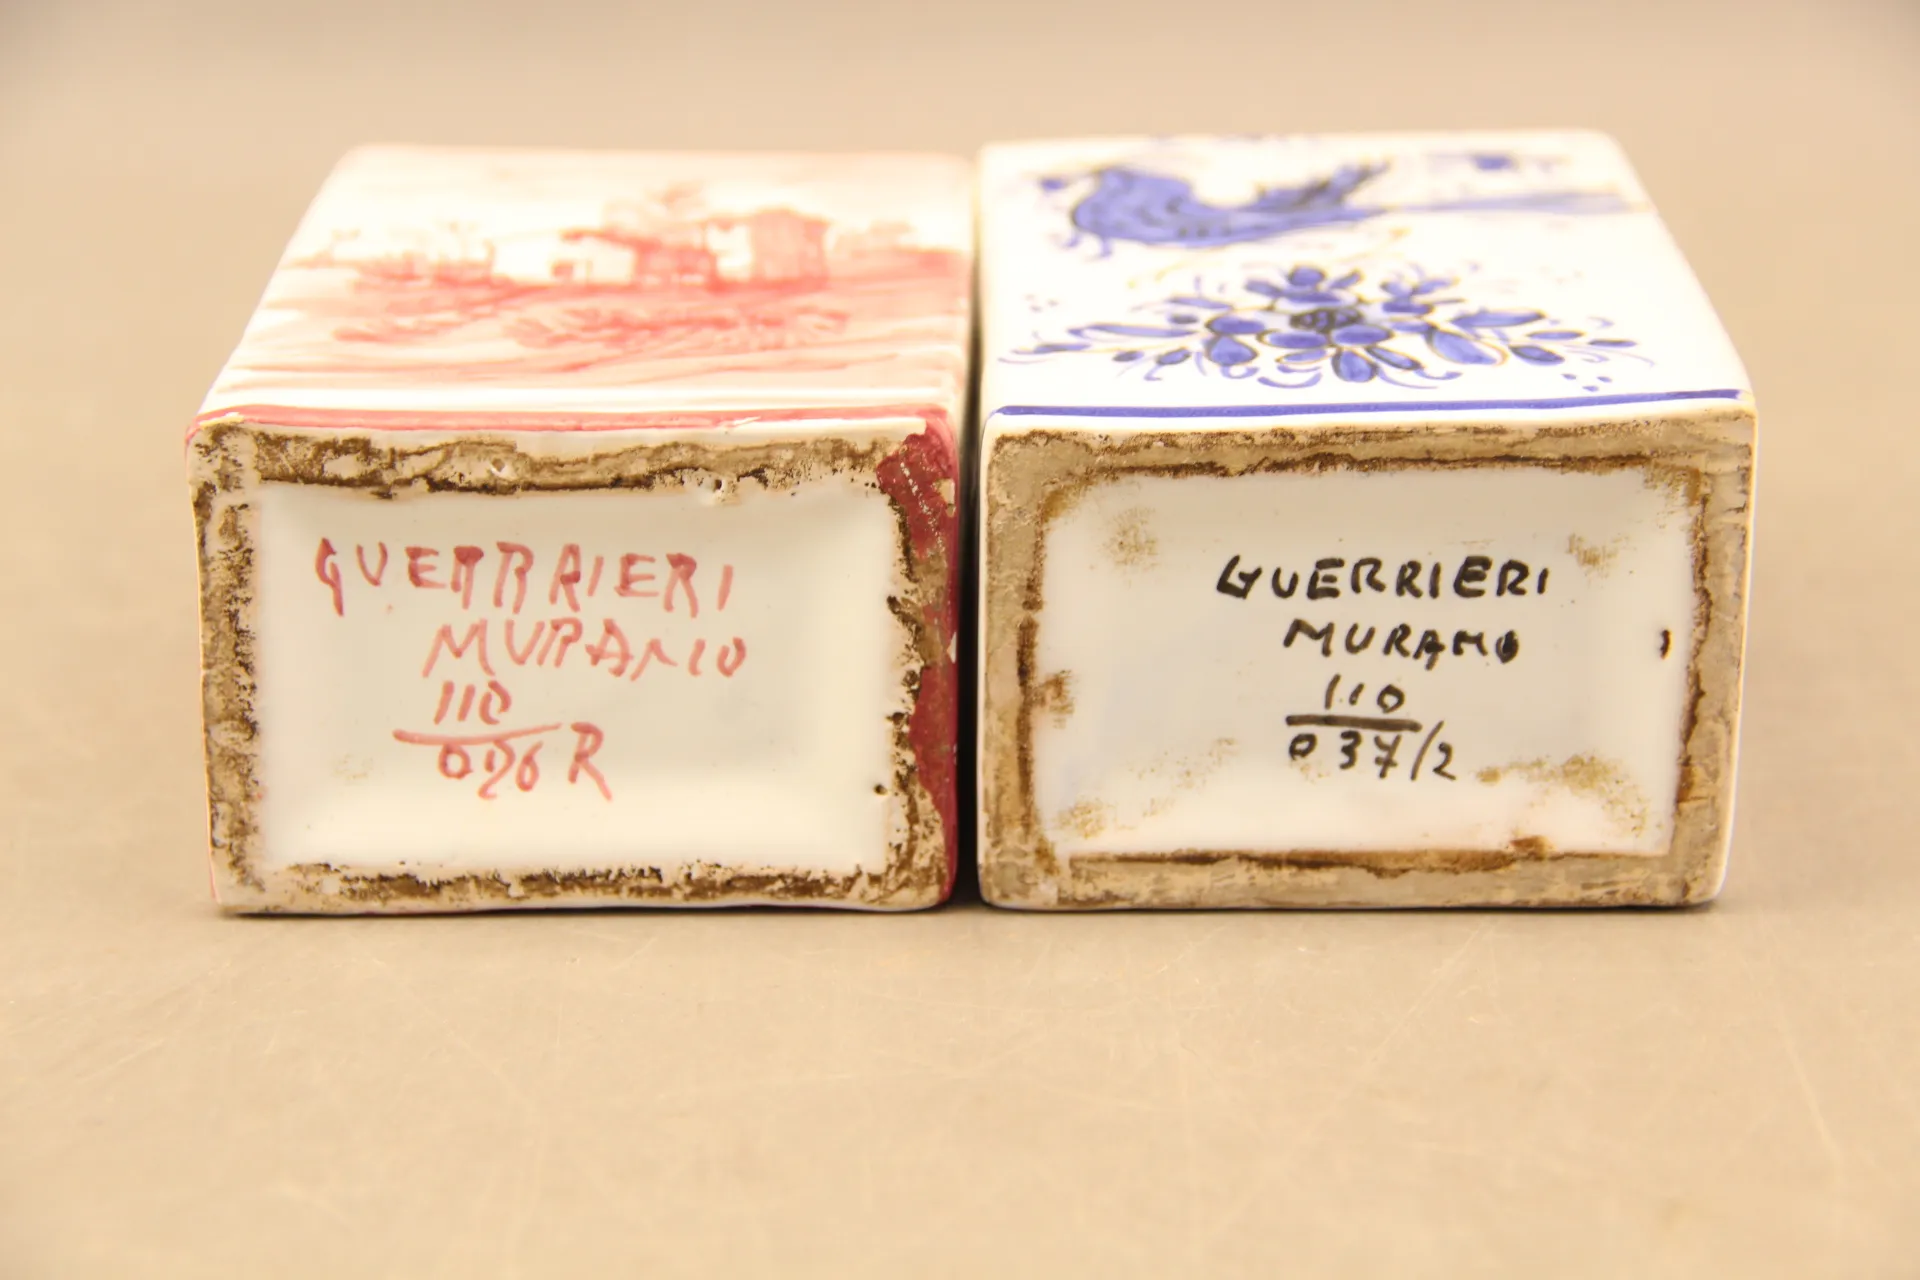 GUERRIERI
MURANO
110
026 R
GUERRIERI
MURANO
110
037/2